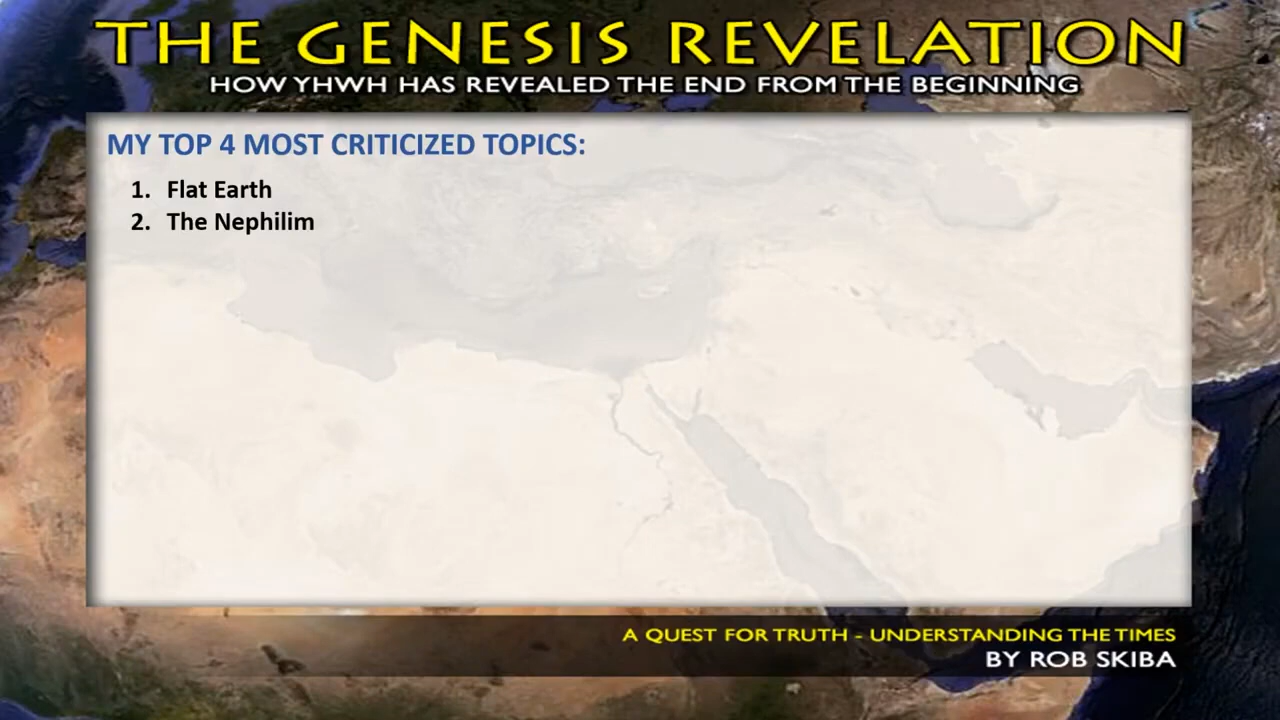 THE GENESIS REVELATION
HOW YHWH HAS REVEALED THE END FROM THE BEGINNING
MY TOP 4 MOST CRITICIZED TOPICS:
1. Flat Earth
2. The Nephilim
A QUEST FOR TRUTH - UNDERSTANDING THE TIMES
BY ROB SKIBA